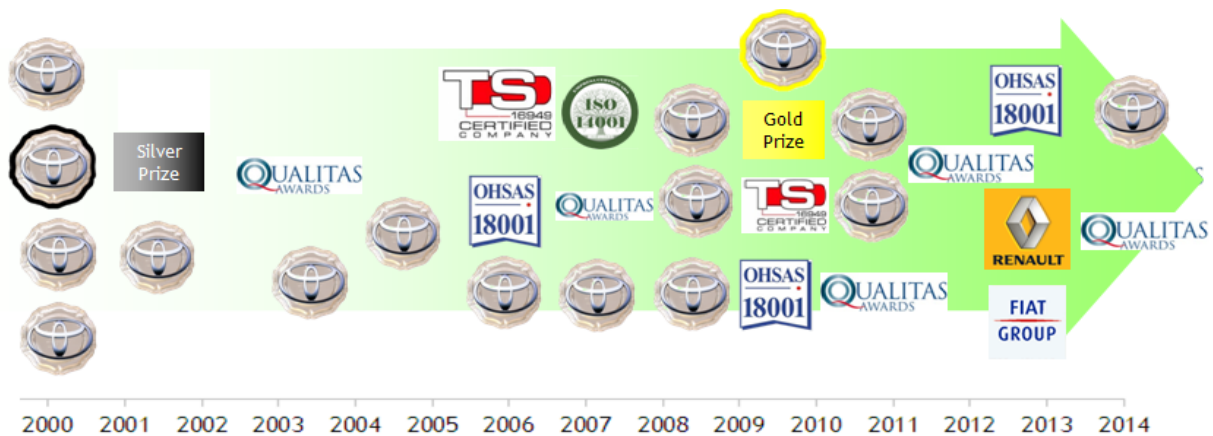 TS
16949
CERTIFIED
COMPANY
ISO
14001
Silver
Prize
QUALITAS
AWARDS
OHSAS
18001
QUALITAS
AWARDS
Gold
Prize
TS
16949
CERTIFIED
COMPANY
OHSAS
18001
QUALITAS
AWARDS
QUALITAS
AWARDS
OHSAS
18001
RENAULT
FIAT
GROUP
QUALITAS
AWARDS
2000 2001 2002 2003 2004 2005 2006 2007 2008 2009 2010 2011 2012 2013 2014